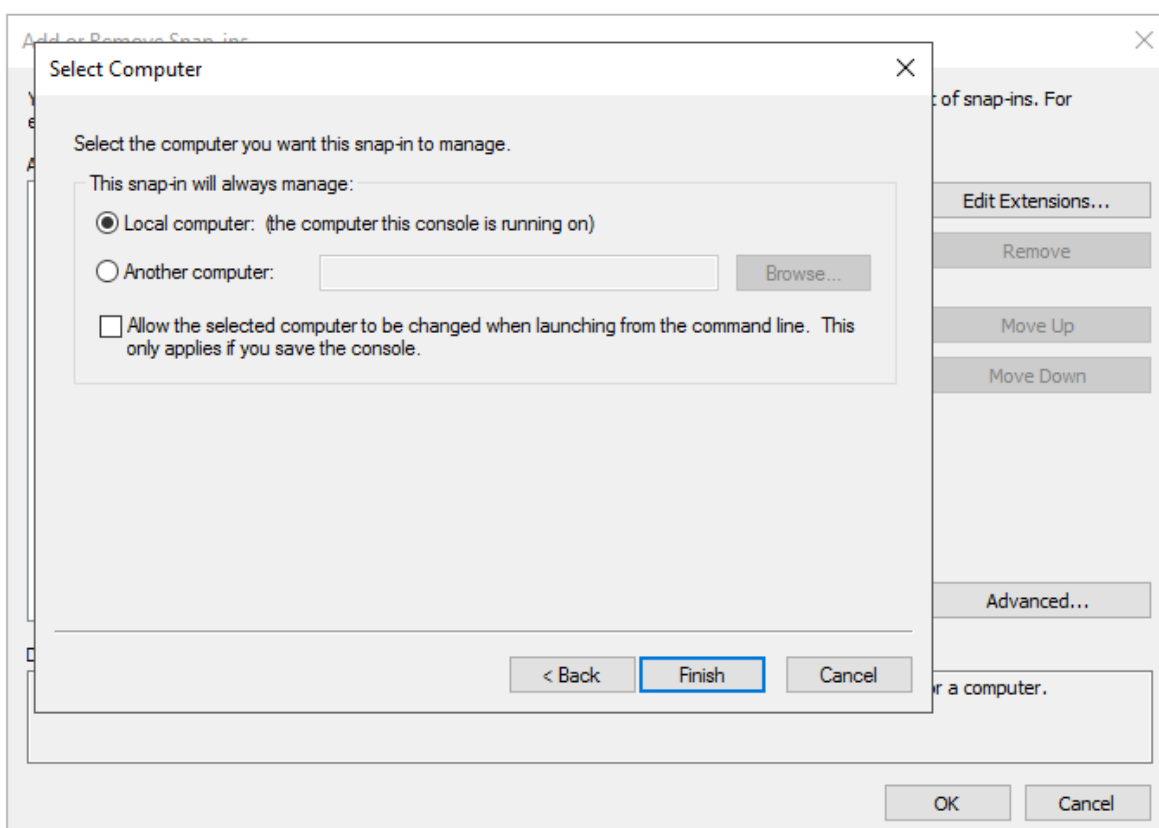 Add or Remove Snap-ins
Select Computer
of snap-ins. For
Select the computer you want this snap-in to manage.
This snap-in will always manage:
Local computer:  (the computer this console is running on)
Another computer:
Browse...
Allow the selected computer to be changed when launching from the command line.  This
only applies if you save the console.
Edit Extensions...
Remove
Move Up
Move Down
Advanced...
< Back
Finish
Cancel
a computer.
OK
Cancel